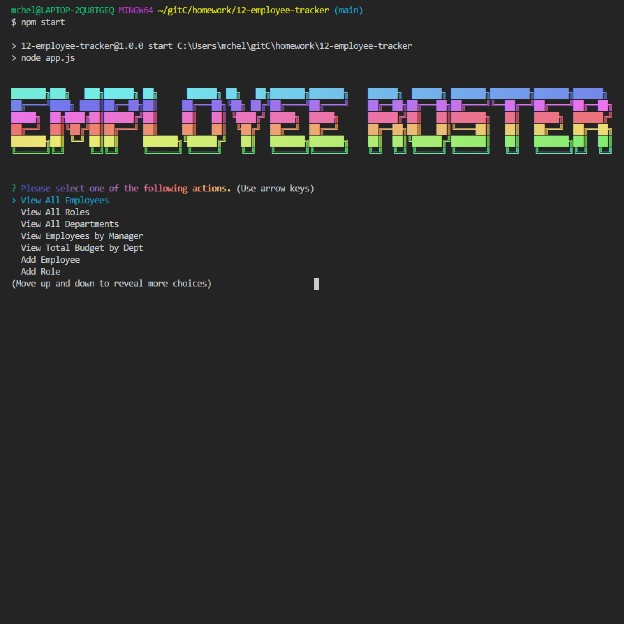 mchel@LAPTOP-2QU8TGEQ MINGW64 ~/gitC/homework/12-employee-tracker (main)
$ npm start
> 12-employee-tracker@1.0.0 start C:\Users\mchel\gitC\homework\12-employee-tracker
> node app.js
EMPLOYEE ROSTER
? Please select one of the following actions. (Use arrow keys)
> View All Employees
View All Roles
View All Departments
View Employees by Manager
View Total Budget by Dept
Add Employee
Add Role
(Move up and down to reveal more choices)